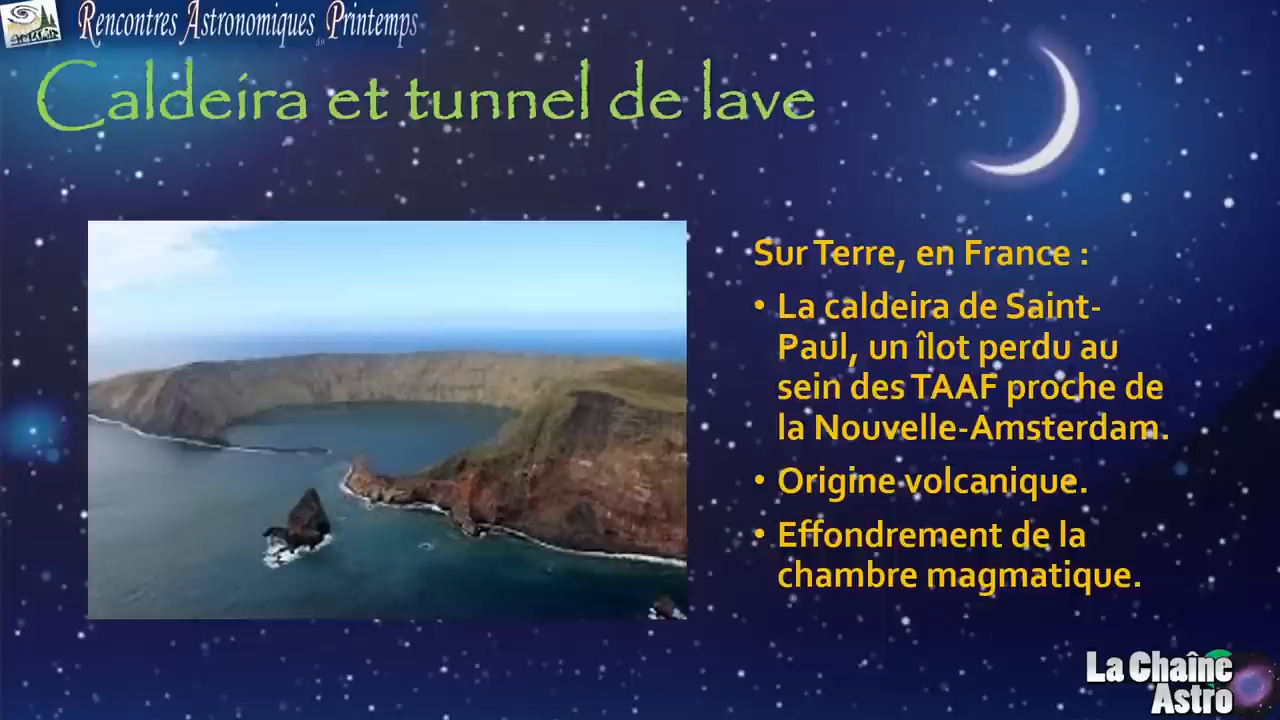 Rencontres Astronomiques du Printemps
Caldeira et tunnel de lave
Sur Terre, en France :
• La caldeira de Saint-
Paul, un îlot perdu au
sein des TAAF proche de
la Nouvelle-Amsterdam.
• Origine volcanique.
• Effondrement de la
chambre magmatique.
La Chaîne
Astro